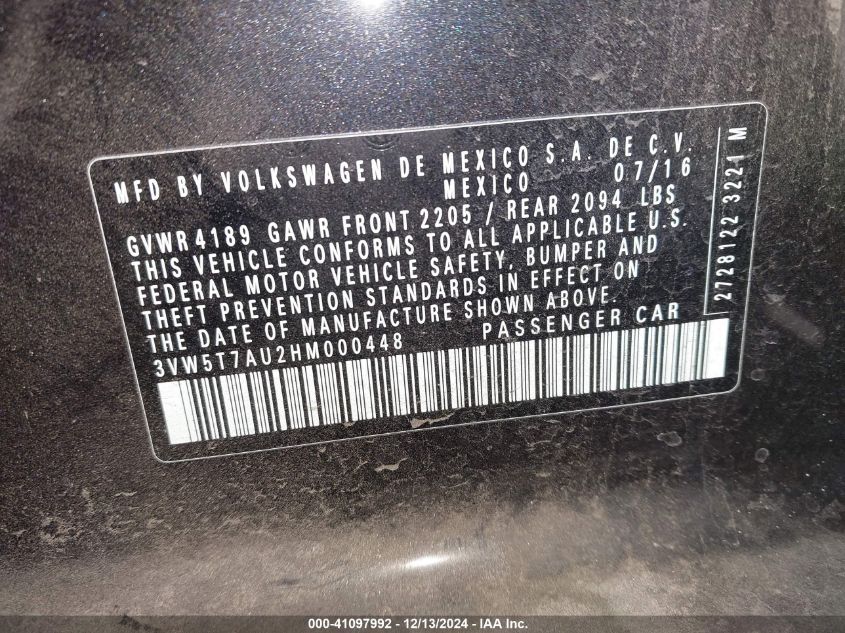 MFD BY VOLKSWAGEN DE MEXICO S.A. DE C.V.
MEXICO 07/16
GVWR 4189 GAWR FRONT 2205 / REAR 2094 LBS
THIS VEHICLE CONFORMS TO ALL APPLICABLE U.S.
FEDERAL MOTOR VEHICLE SAFETY, BUMPER AND
THEFT PREVENTION STANDARDS IN EFFECT ON
THE DATE OF MANUFACTURE SHOWN ABOVE.
3VW5T7AU2HM000448 PASSENGER CAR
2728122 3221 M
000-41097992 - 12/13/2024 - IAA Inc.